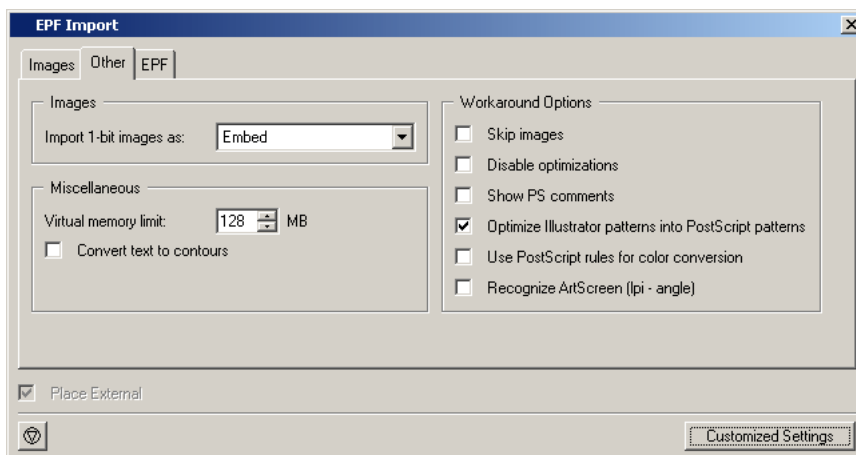 EPF Import
Images Other EPF
Images
Import 1-bit images as: Embed
Miscellaneous
Virtual memory limit: 128 MB
Convert text to contours
Workaround Options
Skip images
Disable optimizations
Show PS comments
Optimize Illustrator patterns into PostScript patterns
Use PostScript rules for color conversion
Recognize ArtScreen (lpi - angle)
Place External
Customized Settings